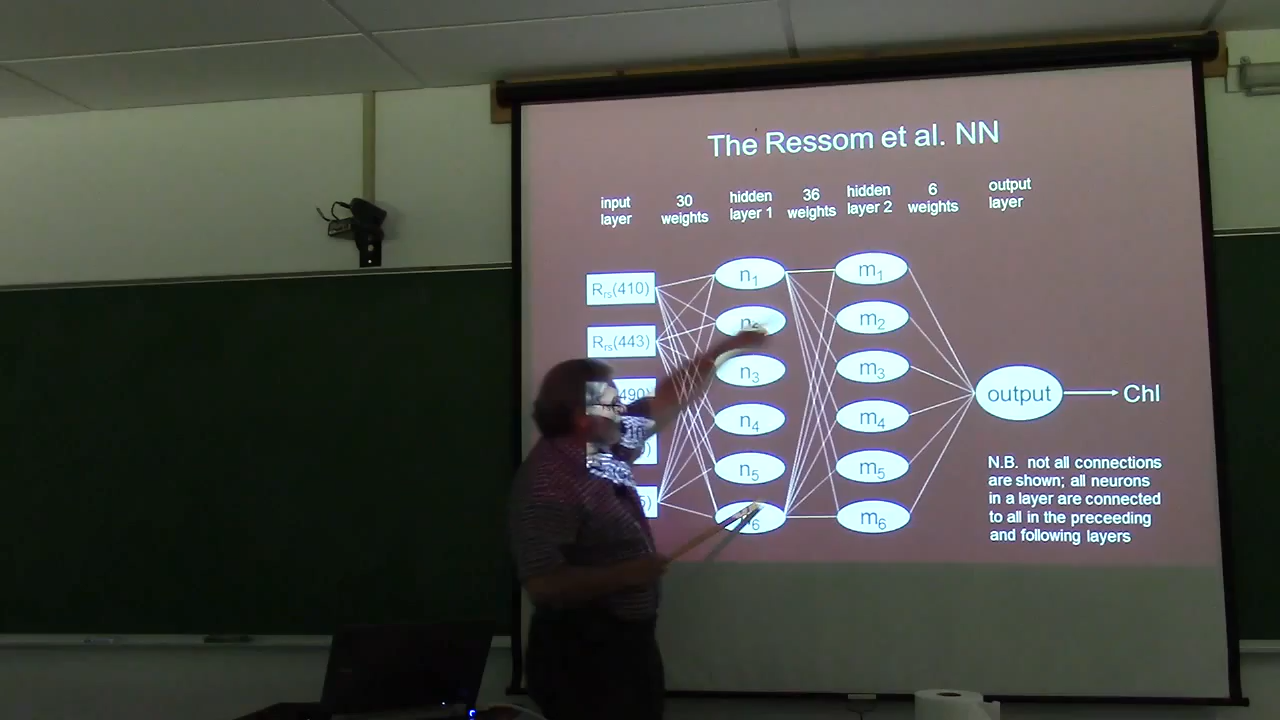 The Ressom et al. NN
input layer
30 weights
hidden layer 1
36 weights
hidden layer 2
6 weights
output layer
Rrs(410)
Rrs(443)
490)
n1
n3
n4
n5
m1
m2
m3
m4
m5
m6
output
Chl
N.B. not all connections
are shown; all neurons
in a layer are connected
to all in the preceeding
and following layers